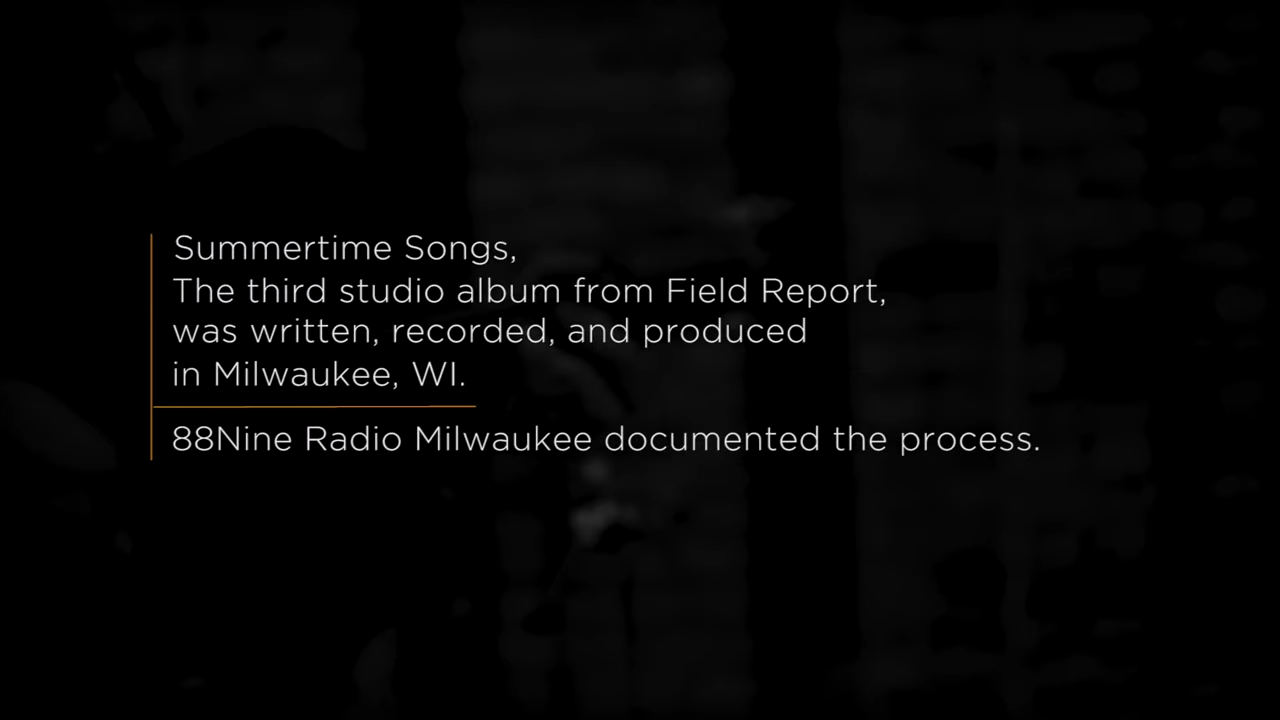 Summertime Songs,
The third studio album from Field Report,
was written, recorded, and produced
in Milwaukee, WI.
88Nine Radio Milwaukee documented the process.